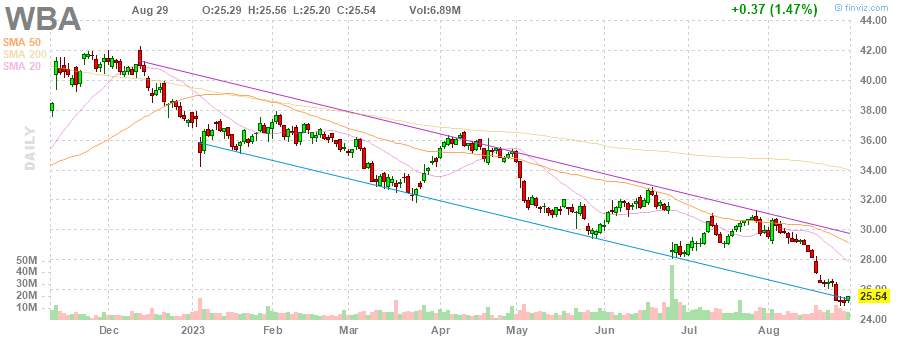 WBA Aug 29 O:25.29 H:25.56 L:25.20 C:25.54 Vol:6.89M +0.37 (1.47%) © finviz.com
SMA 50
SMA 200
SMA 20
DAILY
44.00
42.00
40.00
38.00
36.00
34.00
32.00
30.00
28.00
26.00
25.54
24.00
50M
40M
30M
20M
10M
Dec 2023 Feb Mar Apr May Jun Jul Aug